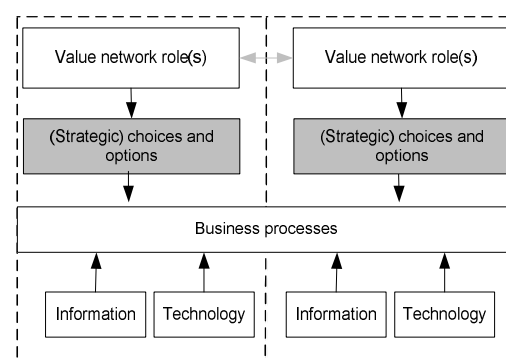 Value network role(s)
Value network role(s)
(Strategic) choices and
options
(Strategic) choices and
options
Business processes
Information
Technology
Information
Technology